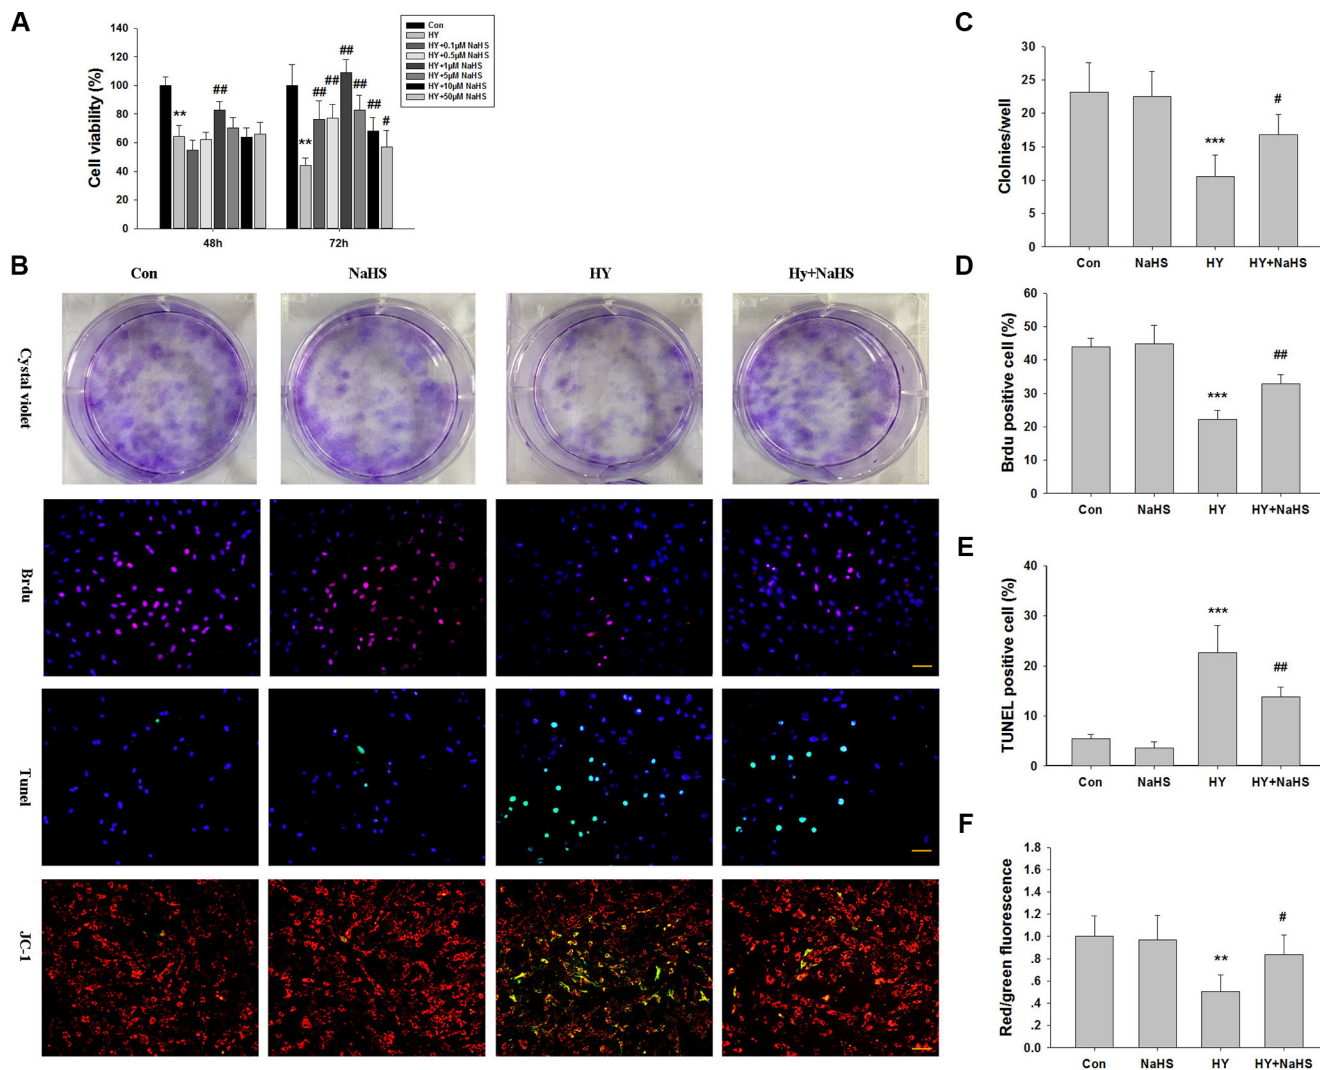 A
Cell viability (%)
140
120
100
80
60
40
20
0
**
##
**
##
##
##
##
##
#
48h
72h
Con
HY
HY+0.1μM NaHS
HY+0.5μM NaHS
HY+1μM NaHS
HY+5μM NaHS
HY+10μM NaHS
HY+50μM NaHS
B
Con
NaHS
HY
Hy+NaHS
Cystal violet
Brdu
Tunel
JC-1
C
Clolnies/well
30
25
20
15
10
5
0
***
#
Con
NaHS
HY
HY+NaHS
D
Brdu positive cell (%)
60
50
40
30
20
10
0
***
##
Con
NaHS
HY
HY+NaHS
E
TUNEL positive cell (%)
40
30
20
10
0
***
##
Con
NaHS
HY
HY+NaHS
F
Red/green fluorescence
1.8
1.6
1.4
1.2
1.0
.8
.6
.4
.2
0.0
**
#
Con
NaHS
HY
HY+NaHS